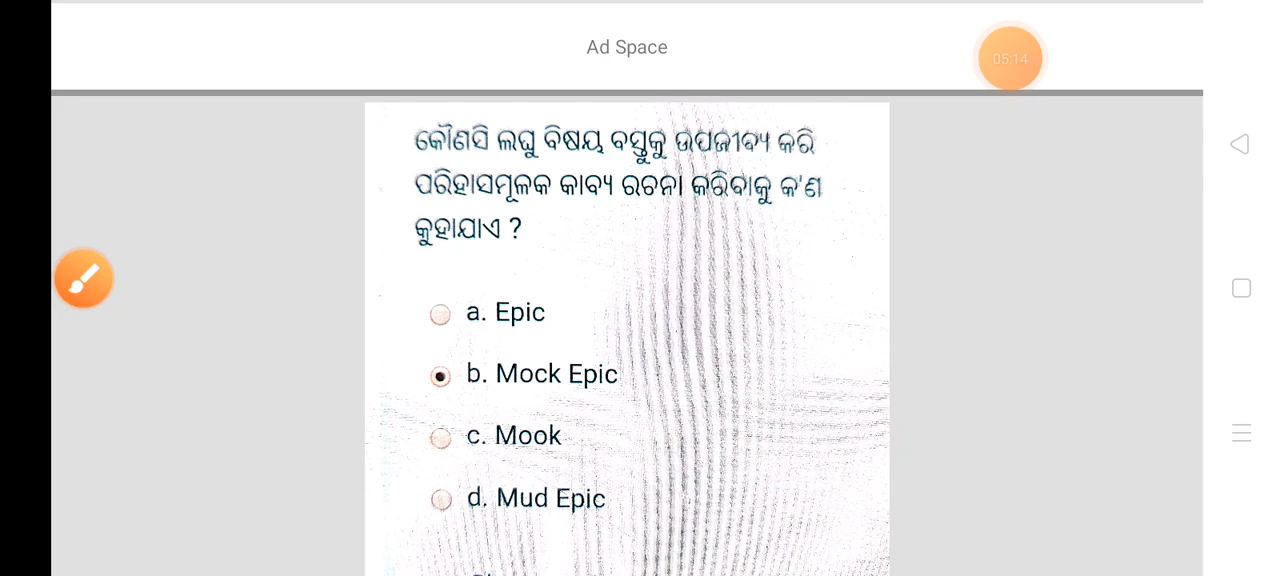 Ad Space
05:14
କୌଣସି ଲଘୁ ବିଷୟ ବସ୍ତୁକୁ ଉପଜୀବ୍ୟ କରି
ପରିହାସମୂଳକ କାବ୍ୟ ରଚନା କରିବାକୁ କ'ଣ
କୁହାଯାଏ ?
a. Epic
b. Mock Epic
c. Mook
d. Mud Epic